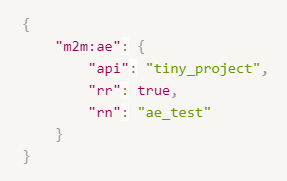 {
    "m2m:ae": {
        "api": "tiny_project",
        "rr": true,
        "rn": "ae_test"
    }
}